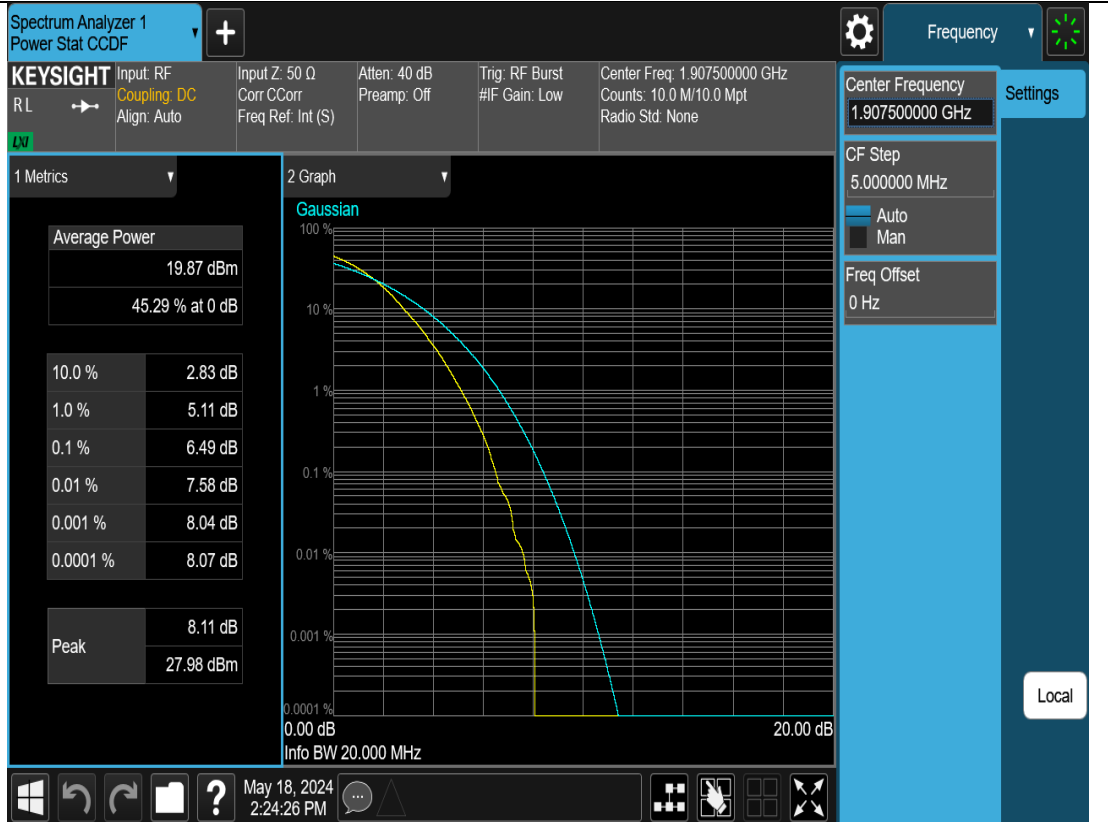 Spectrum Analyzer 1
Power Stat CCDF
+
Frequency
KEYSIGHT
R L
LXI
Input: RF
Coupling: DC
Align: Auto
Input Z: 50 Ω
Corr CCorr
Freq Ref: Int (S)
Atten: 40 dB
Preamp: Off
Trig: RF Burst
#IF Gain: Low
Center Freq: 1.907500000 GHz
Counts: 10.0 M/10.0 Mpt
Radio Std: None
Center Frequency
1.907500000 GHz
Settings
CF Step
5.000000 MHz
Auto
Man
Freq Offset
0 Hz
Local
1 Metrics
Average Power
19.87 dBm
45.29 % at 0 dB
10.0 % 2.83 dB
1.0 % 5.11 dB
0.1 % 6.49 dB
0.01 % 7.58 dB
0.001 % 8.04 dB
0.0001 % 8.07 dB
Peak
8.11 dB
27.98 dBm
2 Graph
Gaussian
100 %
10 %
1 %
0.1 %
0.01 %
0.001 %
0.0001 %
0.00 dB 20.00 dB
Info BW 20.000 MHz
?
May 18, 2024
2:24:26 PM